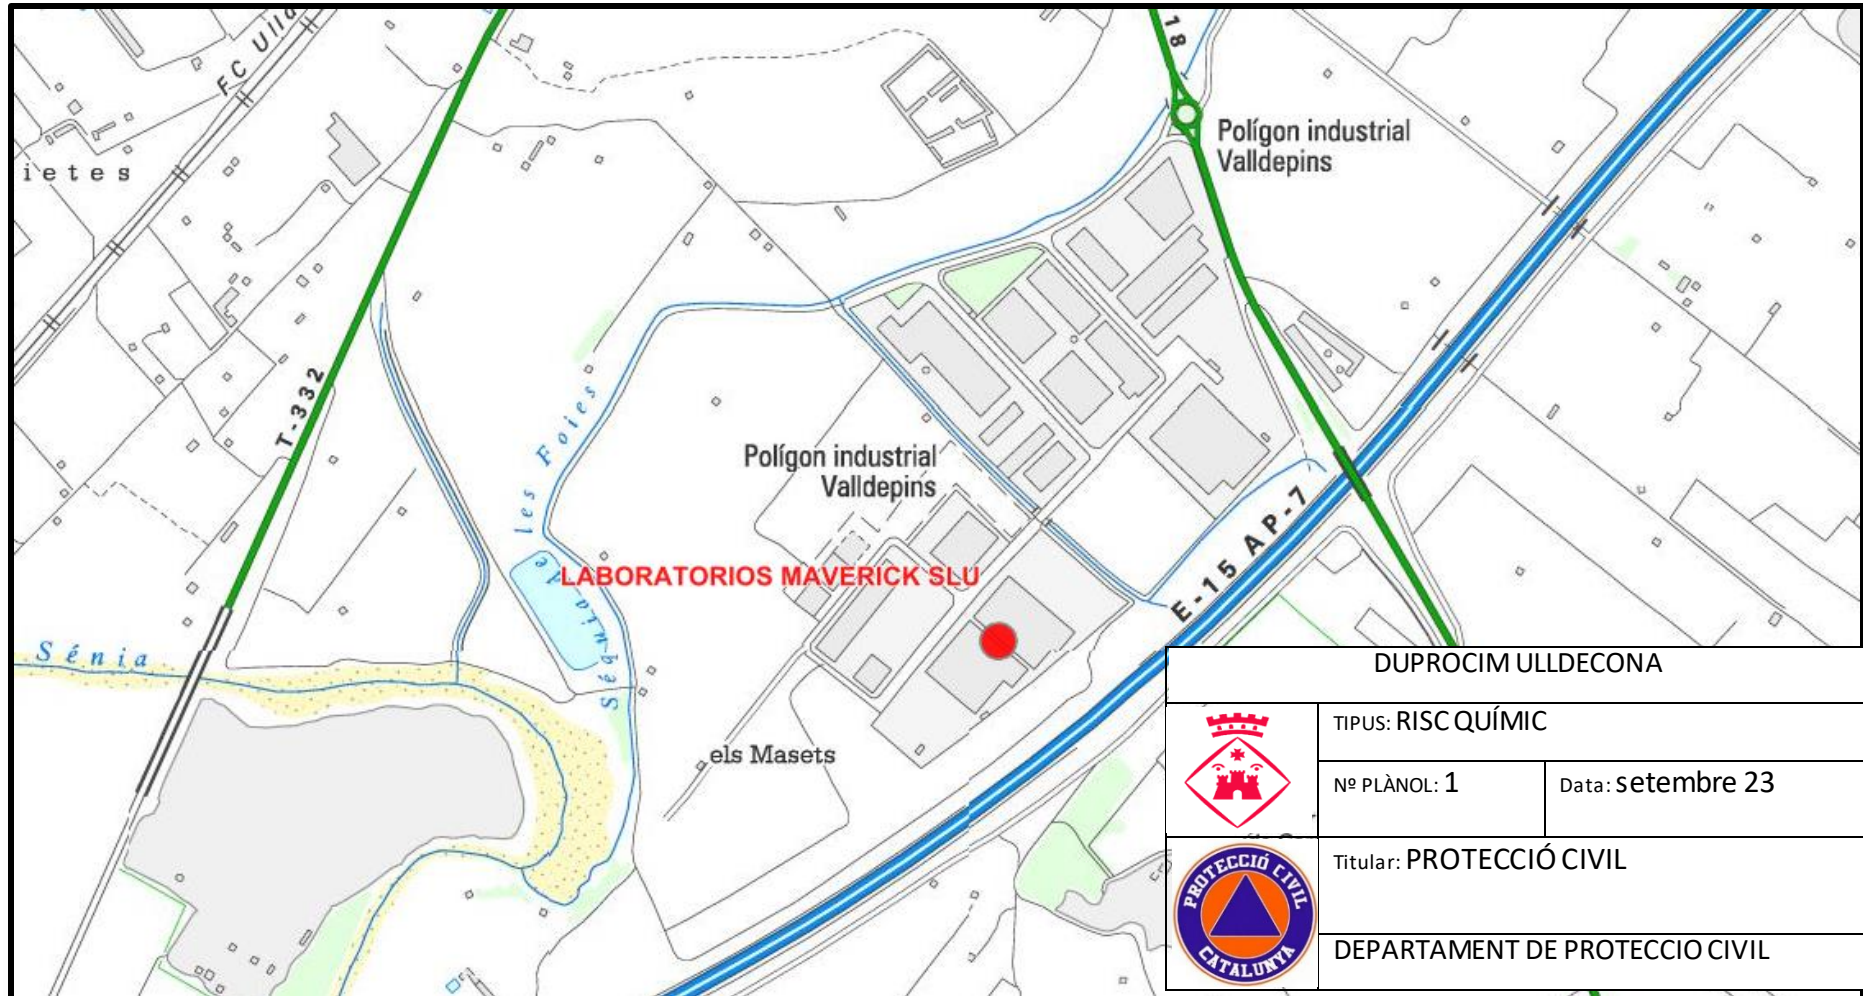 FC Ulld
18
Polígon industrial
Valldepins
ietes
T-332
Séquia de les Foies
Polígon industrial
Valldepins
E-15 AP-7
LABORATORIOS MAVERICK SLU
Sénia
els Masets
DUPROCIM ULLDECONA
TIPUS: RISC QUÍMIC
Nº PLÀNOL: 1
Data: setembre 23
Titular: PROTECCIÓ CIVIL
PROTECCIÓ CIVIL
CATALUNYA
DEPARTAMENT DE PROTECCIO CIVIL